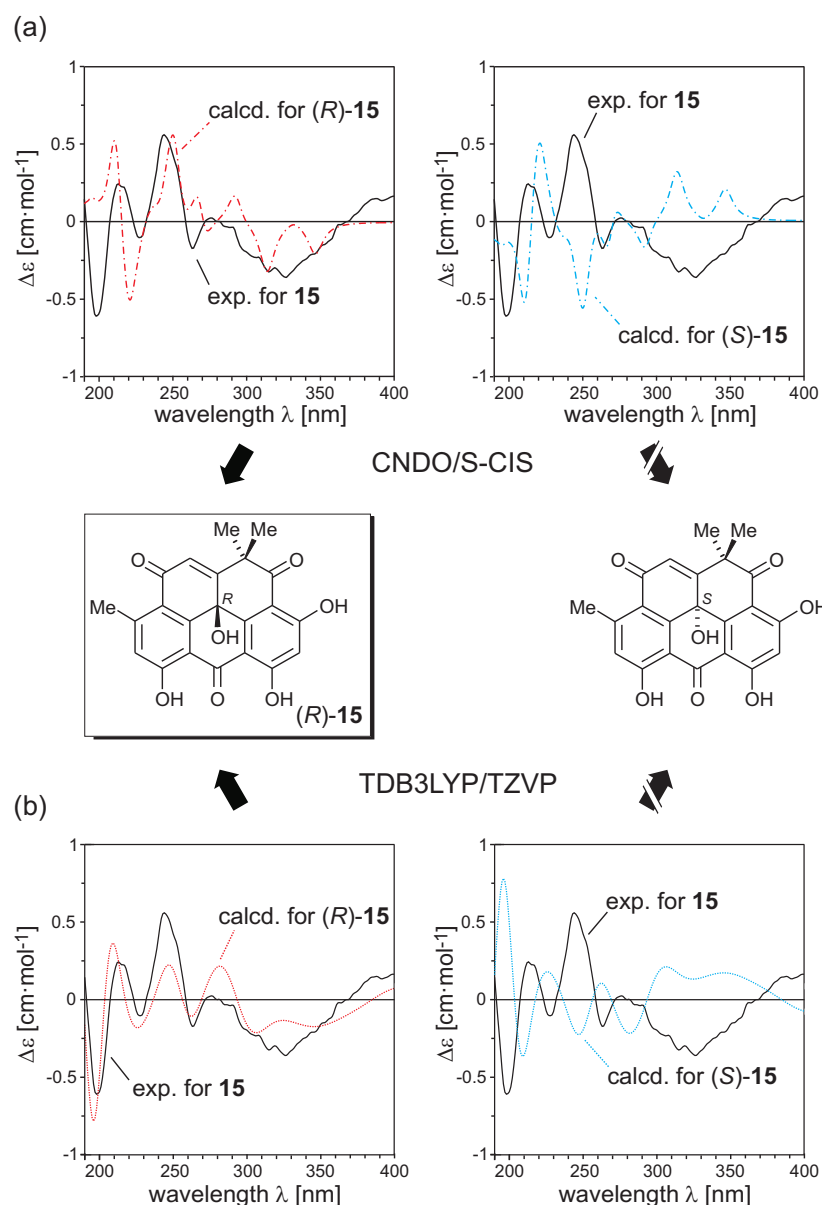 (a)
1
0.5
0
-0.5
-1
Δε [cm·mol⁻¹]
calcd. for (R)-15
exp. for 15
200 250 300 350 400
wavelength λ [nm]
1
0.5
0
-0.5
-1
Δε [cm·mol⁻¹]
exp. for 15
calcd. for (S)-15
200 250 300 350 400
wavelength λ [nm]
CNDO/S-CIS
Me Me
O O
R
Me OH
OH
OH O OH
(R)-15
Me Me
O O
S
Me OH
OH
OH O OH
TDB3LYP/TZVP
(b)
1
0.5
0
-0.5
-1
Δε [cm·mol⁻¹]
calcd. for (R)-15
exp. for 15
200 250 300 350 400
wavelength λ [nm]
1
0.5
0
-0.5
-1
Δε [cm·mol⁻¹]
exp. for 15
calcd. for (S)-15
200 250 300 350 400
wavelength λ [nm]